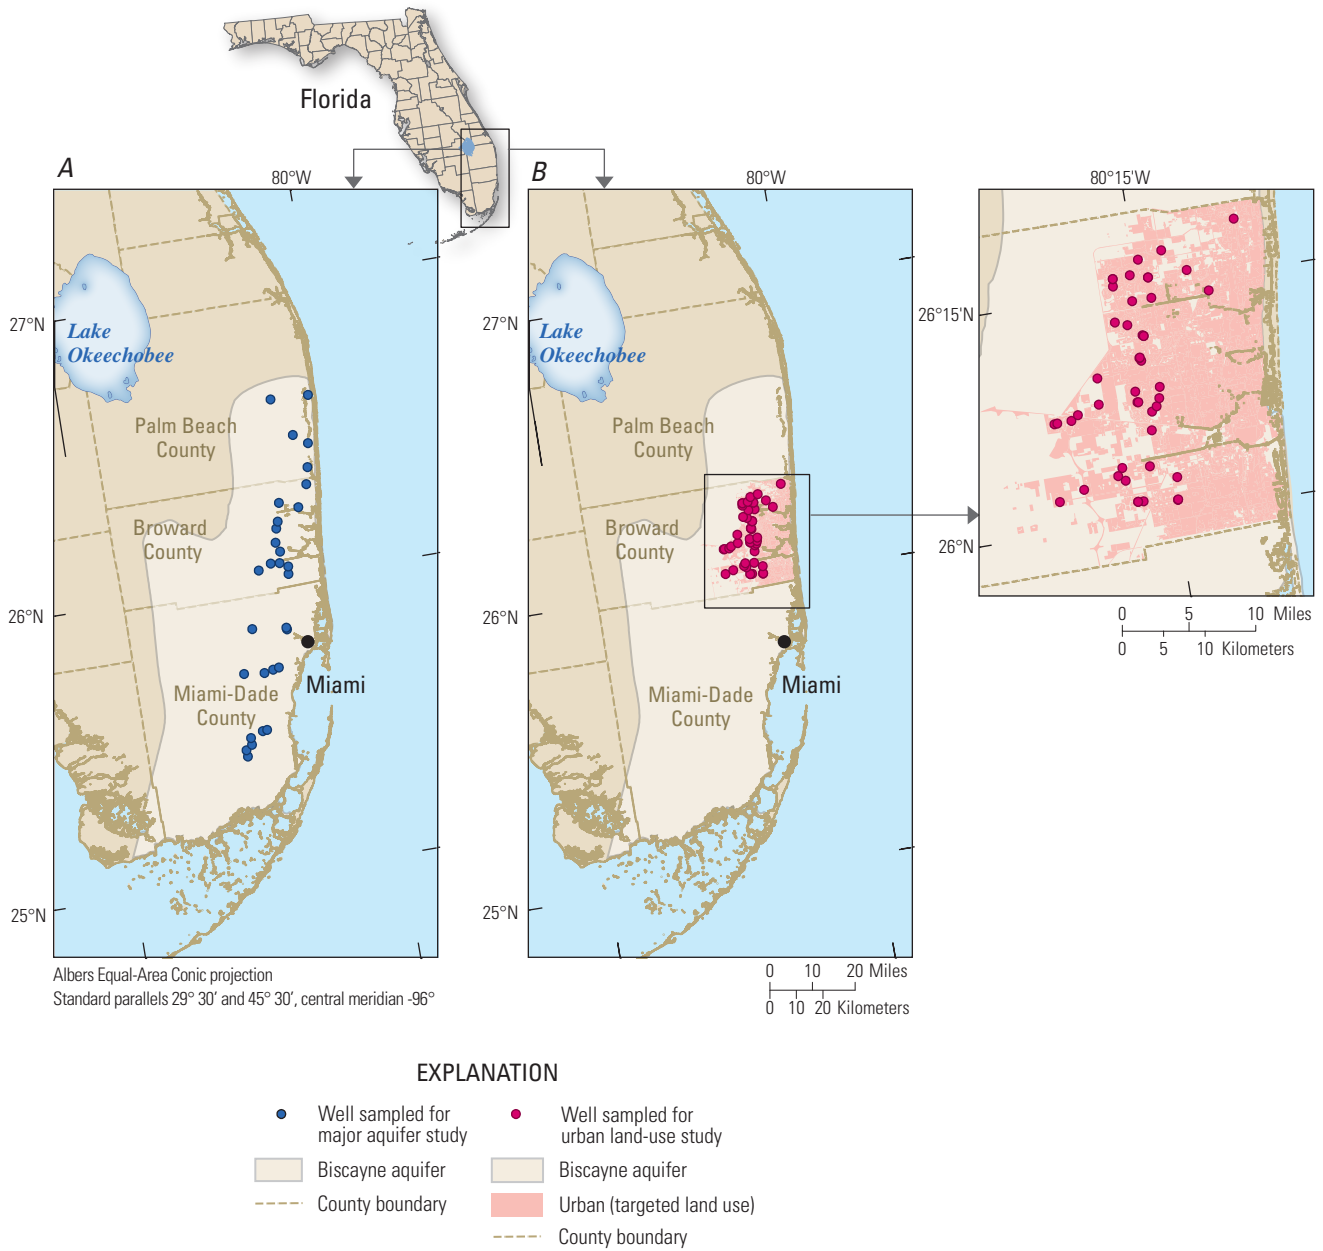 Florida
A
80°W
27°N
Lake
Okeechobee
Palm Beach
County
Broward
County
26°N
Miami
Miami-Dade
County
25°N
Albers Equal-Area Conic projection
Standard parallels 29° 30’ and 45° 30’, central meridian -96°
B
80°W
27°N
Lake
Okeechobee
Palm Beach
County
Broward
County
26°N
Miami
Miami-Dade
County
25°N
0 10 20 Miles
0 10 20 Kilometers
80°15’W
26°15’N
26°N
0 5 10 Miles
0 5 10 Kilometers
EXPLANATION
Well sampled for
major aquifer study
Biscayne aquifer
County boundary
Well sampled for
urban land-use study
Biscayne aquifer
Urban (targeted land use)
County boundary